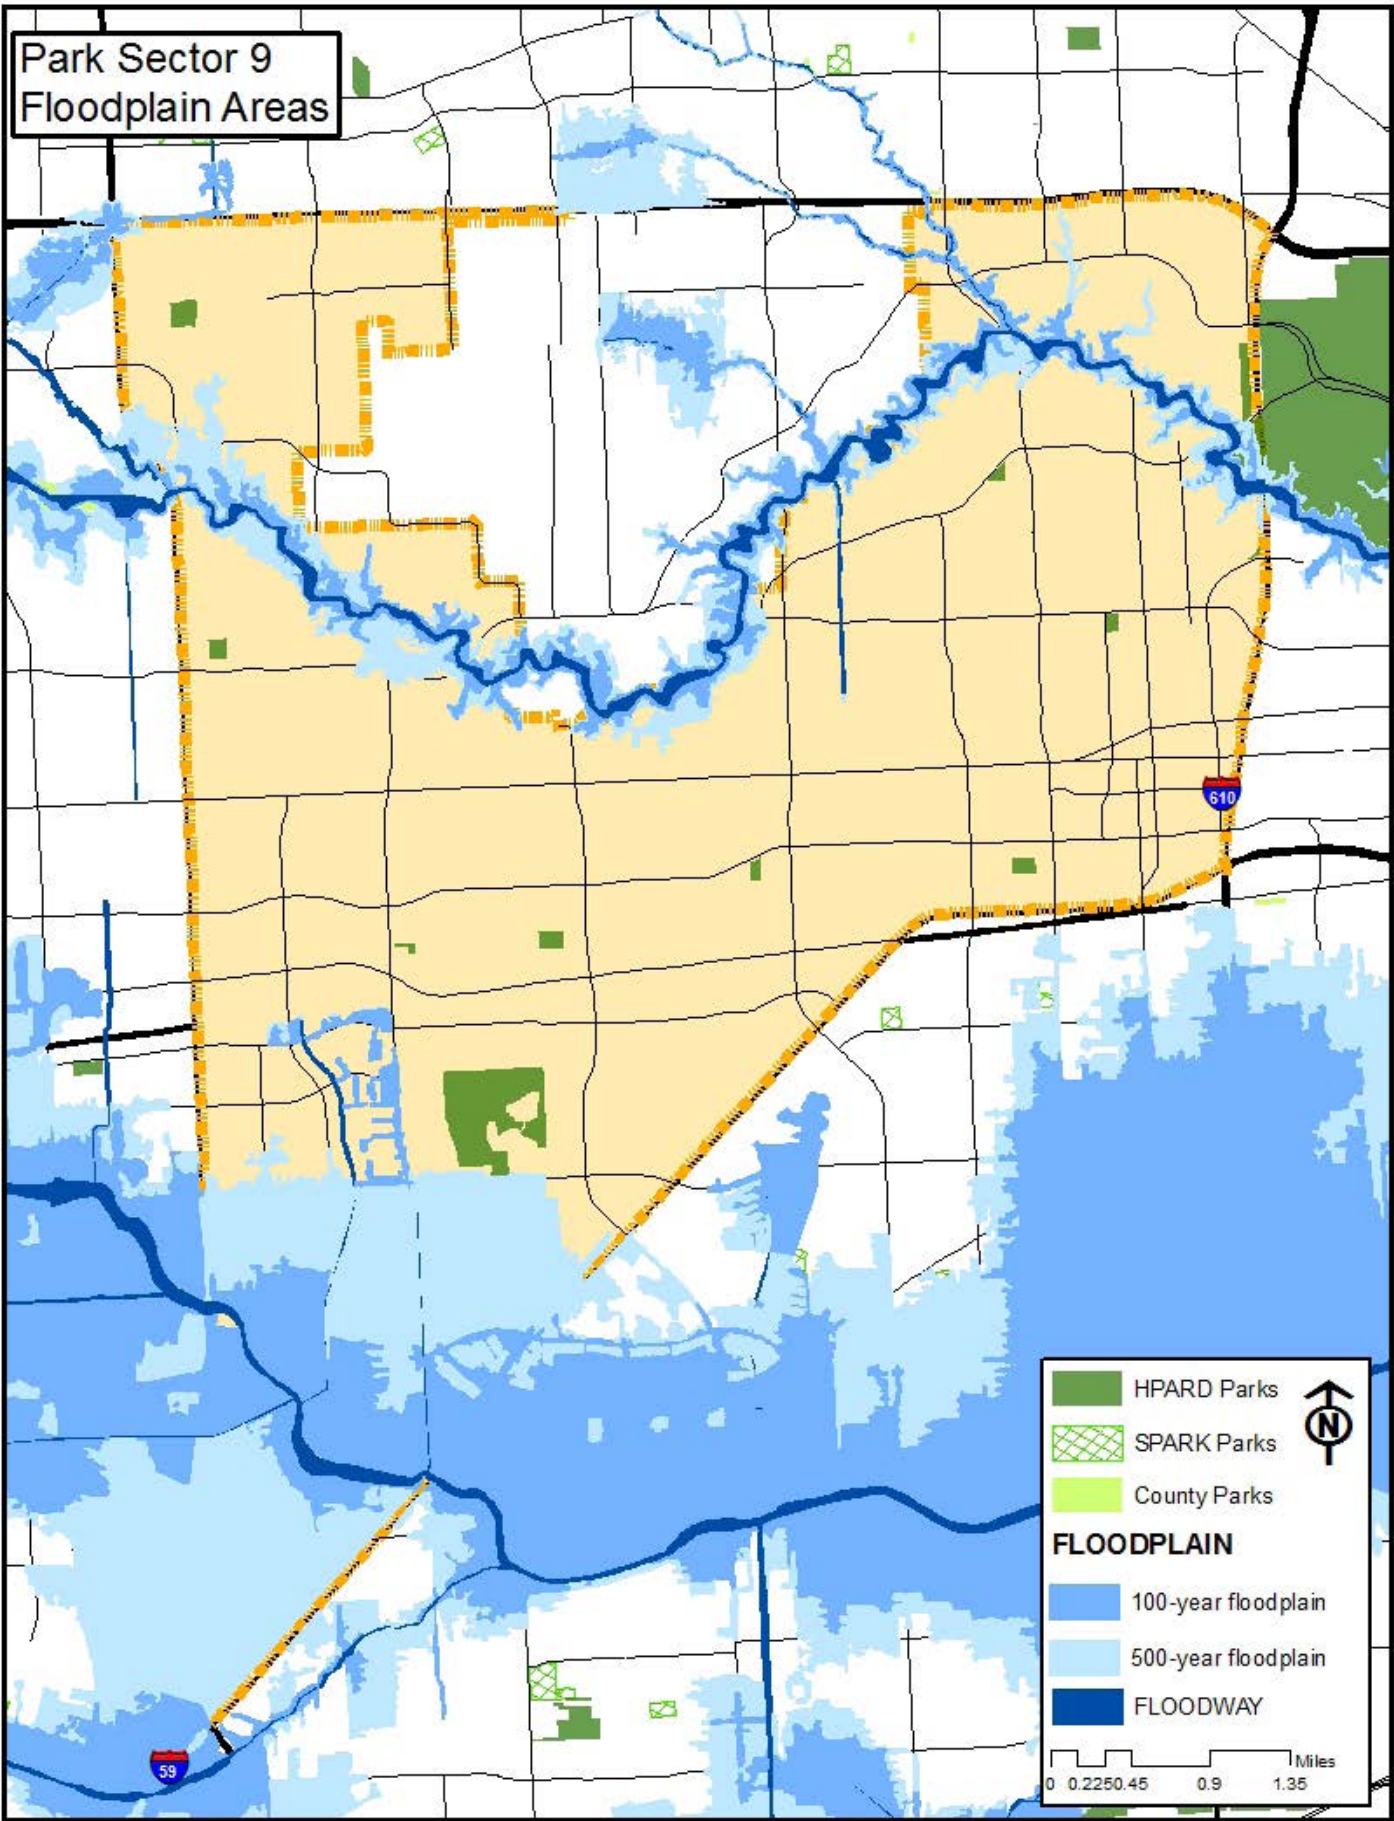 Park Sector 9
Floodplain Areas
610
HPARD Parks
N
SPARK Parks
County Parks
FLOODPLAIN
100-year floodplain
500-year floodplain
FLOODWAY
Miles
0 0.2250.45 0.9 1.35
59